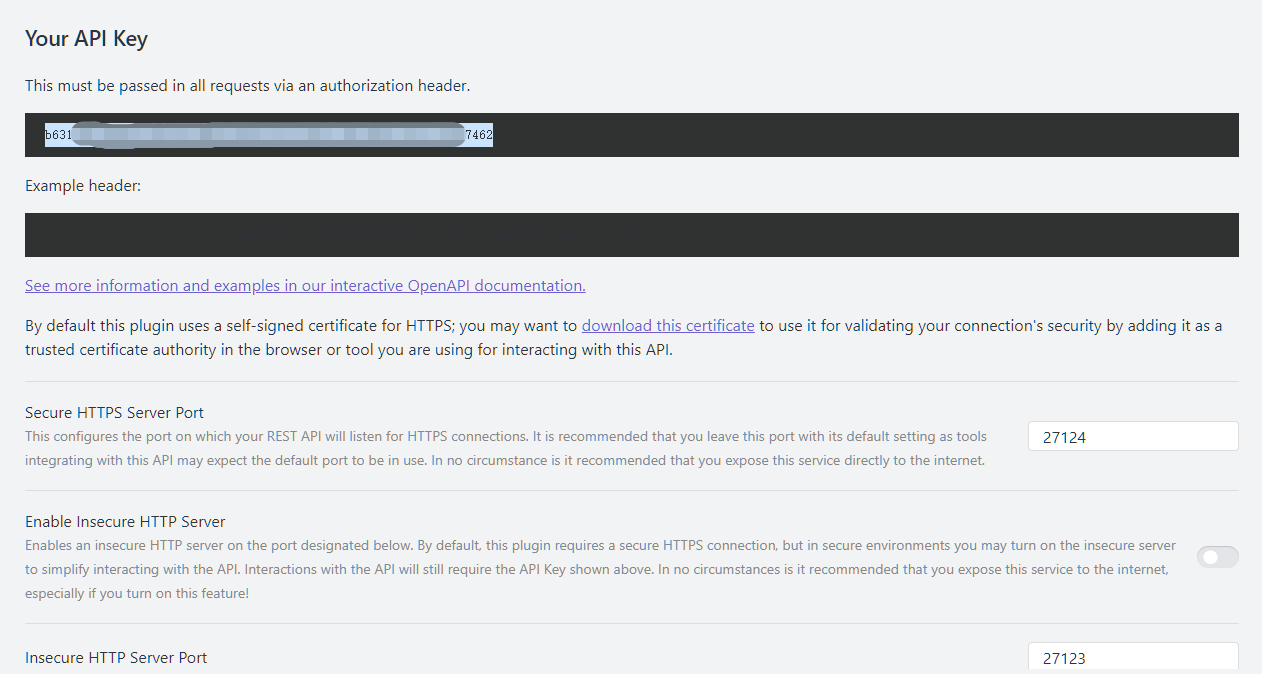 Your API Key
This must be passed in all requests via an authorization header.
b631
7462
Example header:
See more information and examples in our interactive OpenAPI documentation.
By default this plugin uses a self-signed certificate for HTTPS; you may want to download this certificate to use it for validating your connection's security by adding it as a
trusted certificate authority in the browser or tool you are using for interacting with this API.
Secure HTTPS Server Port
This configures the port on which your REST API will listen for HTTPS connections. It is recommended that you leave this port with its default setting as tools
integrating with this API may expect the default port to be in use. In no circumstance is it recommended that you expose this service directly to the internet.
27124
Enable Insecure HTTP Server
Enables an insecure HTTP server on the port designated below. By default, this plugin requires a secure HTTPS connection, but in secure environments you may turn on the insecure server
to simplify interacting with the API. Interactions with the API will still require the API Key shown above. In no circumstances is it recommended that you expose this service to the internet,
especially if you turn on this feature!
Insecure HTTP Server Port
27123